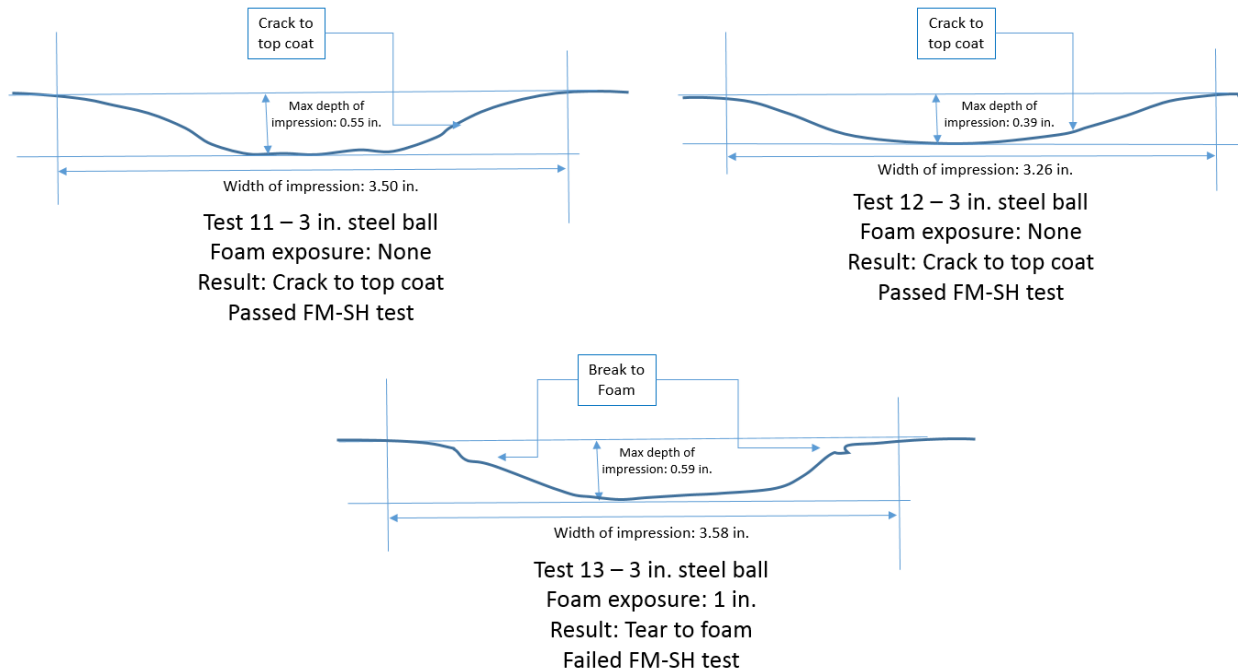 Crack to
top coat
Max depth of
impression: 0.55 in.
Width of impression: 3.50 in.
Test 11 – 3 in. steel ball
Foam exposure: None
Result: Crack to top coat
Passed FM-SH test
Crack to
top coat
Max depth of
impression: 0.39 in.
Width of impression: 3.26 in.
Test 12 – 3 in. steel ball
Foam exposure: None
Result: Crack to top coat
Passed FM-SH test
Break to
Foam
Max depth of
impression: 0.59 in.
Width of impression: 3.58 in.
Test 13 – 3 in. steel ball
Foam exposure: 1 in.
Result: Tear to foam
Failed FM-SH test